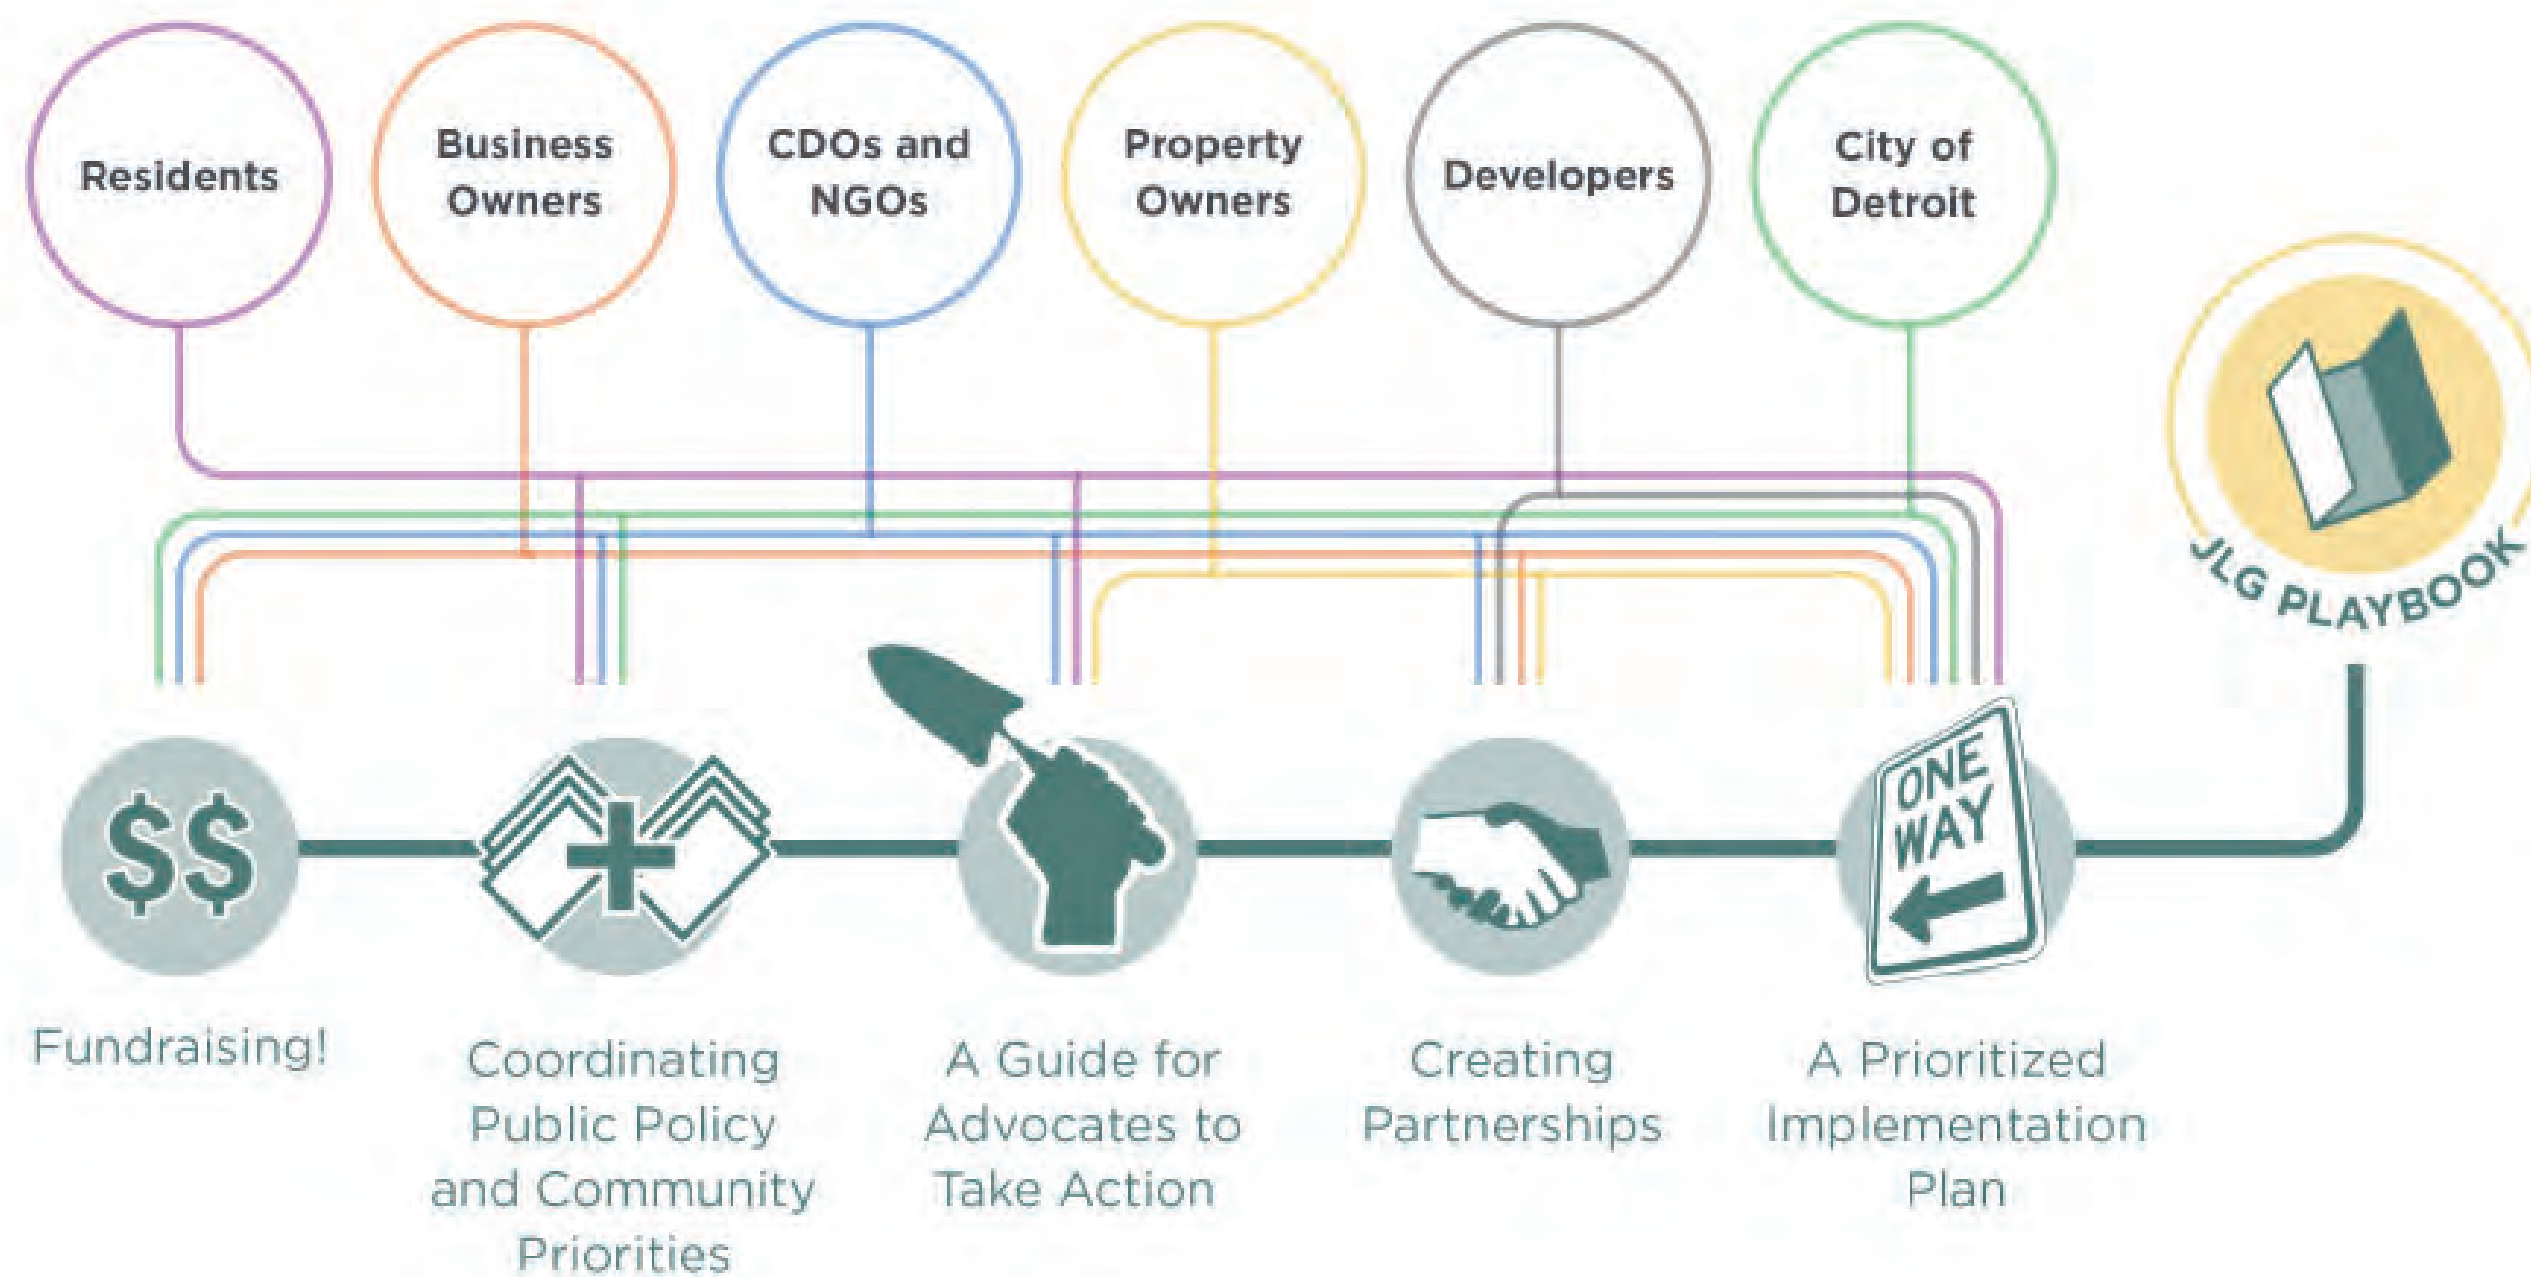 Residents
Business
Owners
CDOs and
NGOs
Property
Owners
Developers
City of
Detroit
JLG PLAYBOOK
$$
ONE
WAY
Fundraising!
Coordinating
Public Policy
and Community
Priorities
A Guide for
Advocates to
Take Action
Creating
Partnerships
A Prioritized
Implementation
Plan